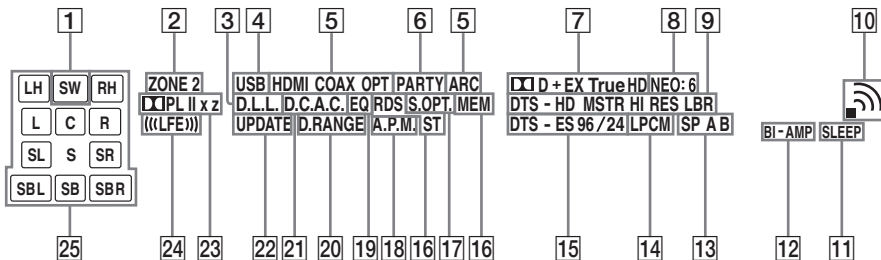 1 2 3 4 5 6 5 7 8 9 10
LH SW RH ZONE 2 USB HDMI COAX OPT PARTY ARC D + EX True HD NEO: 6
L C R PL II x z D.L.L. D.C.A.C. EQ RDS S.OPT. MEM DTS - HD MSTR HI RES LBR
SL S SR (((LFE))) UPDATE D.RANGE A.P.M. ST DTS - ES 96 / 24 LPCM SP A B BI - AMP SLEEP
SBL SB SBR
25 24 23 22 21 20 19 18 16 17 16 15 14 13 12 11